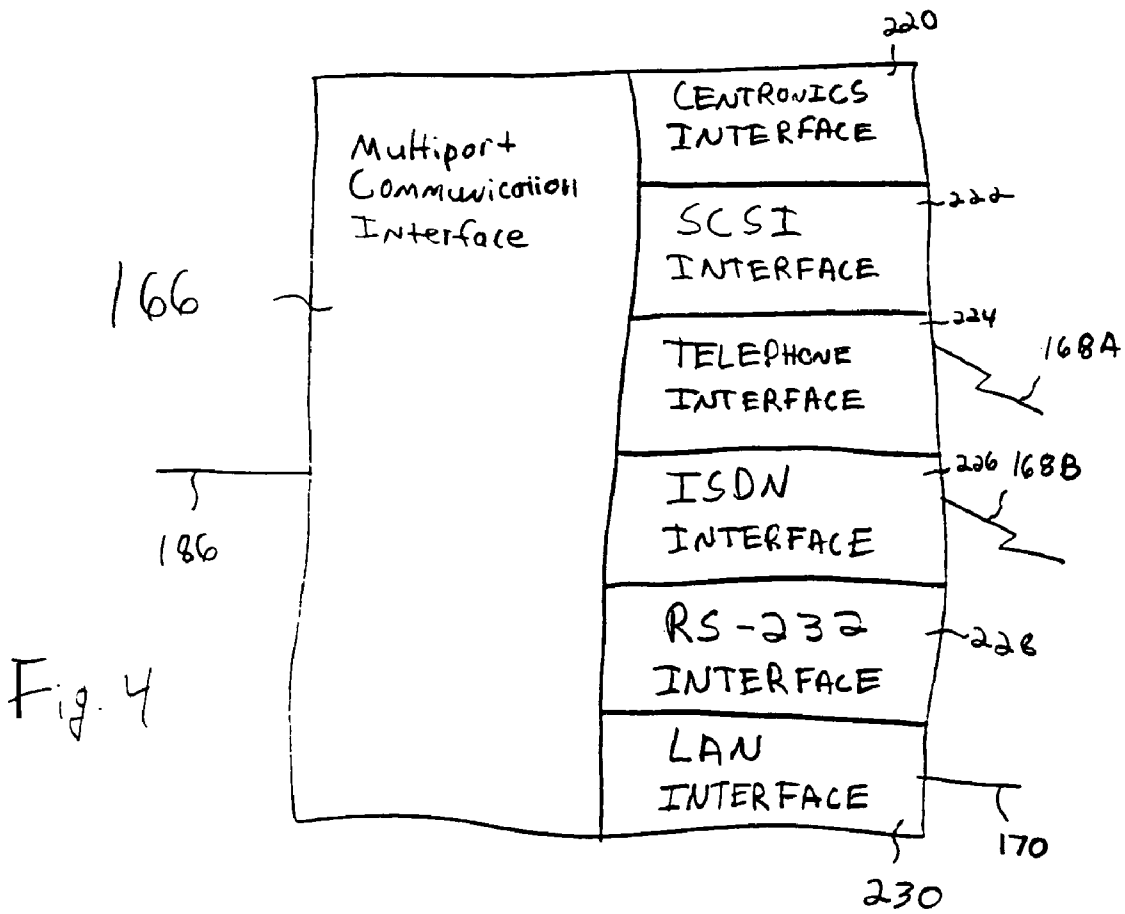 220
CENTRONICS
INTERFACE
Multiport
Communication
Interface
222
SCSI
INTERFACE
166
224
TELEPHONE
INTERFACE
168A
226
168B
ISDN
INTERFACE
186
RS-232
INTERFACE
228
Fig. 4
LAN
INTERFACE
170
230